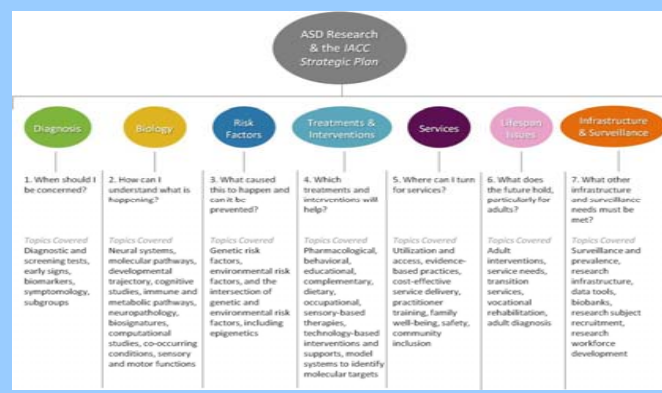 ASD Research
& the IACC
Strategic Plan
Diagnosis
Biology
Risk
Factors
Treatments &
Interventions
Services
Lifespan
Issues
Infrastructure
& Surveillance
1. When should I
be concerned?
2. How can I
understand what is
happening?
3. What caused
this to happen and
can it be
prevented?
4. Which
treatments and
interventions will
help?
5. Where can I turn
for services?
6. What does
the future hold,
particularly for
adults?
7. What other
infrastructure
and surveillance
needs must be
met?
Topics Covered
Diagnostic and
screening tests,
early signs,
biomarkers,
symptomology,
subgroups
Topics Covered
Neural systems,
molecular pathways,
developmental
trajectory, cognitive
studies, immune and
metabolic pathways,
neuropathology,
biosignatures,
computational
studies, co-occurring
conditions, sensory
and motor functions
Topics Covered
Genetic risk
factors,
environmental risk
factors, and the
intersection of
genetic and
environmental risk
factors, including
epigenetics
Topics Covered
Pharmacological,
behavioral,
educational,
complementary,
dietary,
occupational,
sensory-based
therapies,
technology-based
interventions and
supports, model
systems to identify
molecular targets
Topics Covered
Utilization and
access, evidence-
based practices,
cost-effective
service delivery,
practitioner
training, family
well-being, safety,
community
inclusion
Topics Covered
Adult
interventions,
service needs,
transition
services,
vocational
rehabilitation,
adult diagnosis
Topics Covered
Surveillance and
prevalence,
research
infrastructure,
data tools,
biobanks,
research subject
recruitment,
research
workforce
development